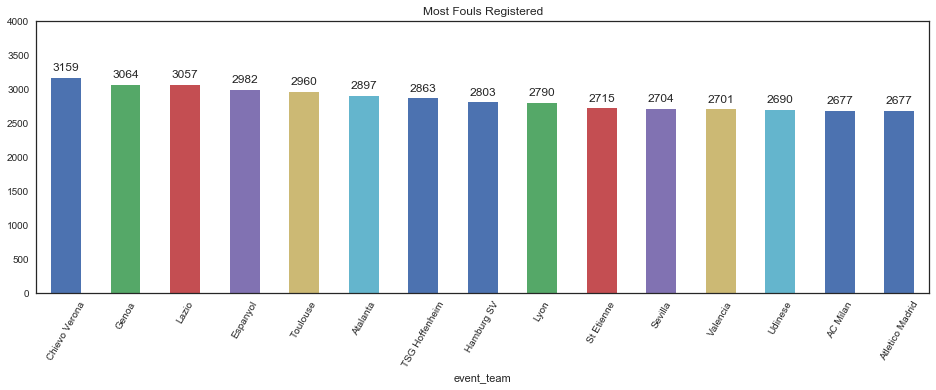 Most Fouls Registered
4000
3500
3000
2500
2000
1500
1000
500
0
3159
3064
3057
2982
2960
2897
2863
2803
2790
2715
2704
2701
2690
2677
2677
Chievo Verona
Genoa
Lazio
Espanyol
Toulouse
Atalanta
TSG Hoffenheim
Hamburg SV
Lyon
St Etienne
Sevilla
Valencia
Udinese
AC Milan
Atletico Madrid
event_team